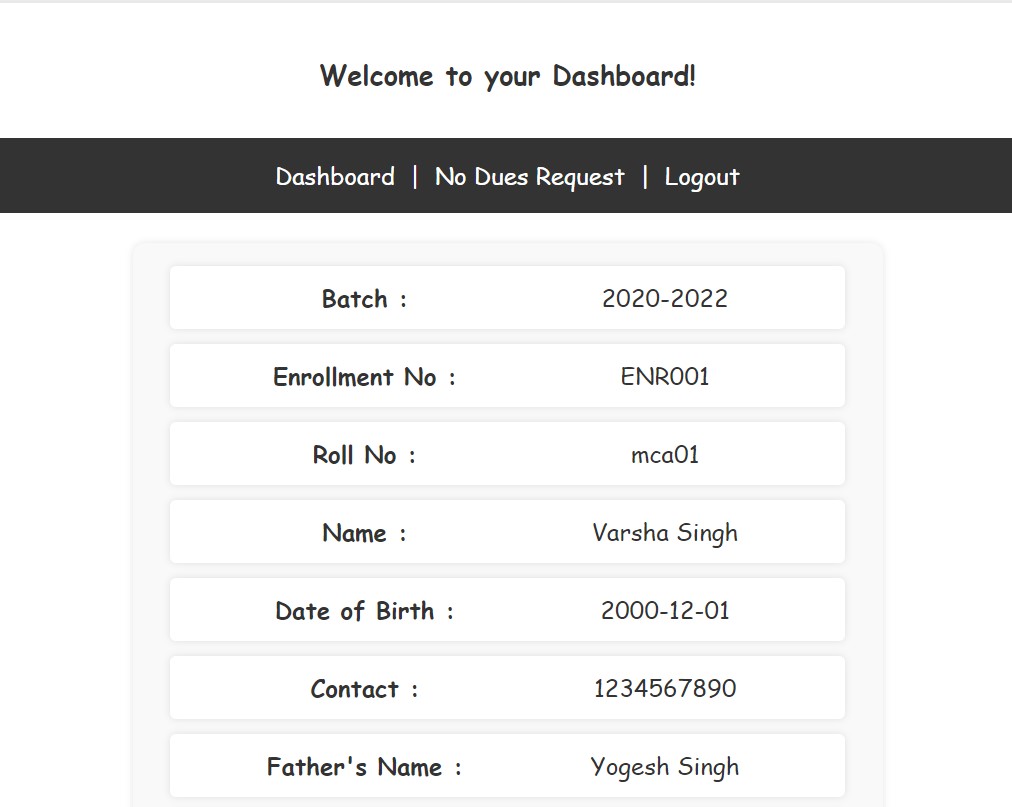 Welcome to your Dashboard!
Dashboard | No Dues Request | Logout
Batch : 2020-2022
Enrollment No : ENR001
Roll No : mca01
Name : Varsha Singh
Date of Birth : 2000-12-01
Contact : 1234567890
Father's Name : Yogesh Singh